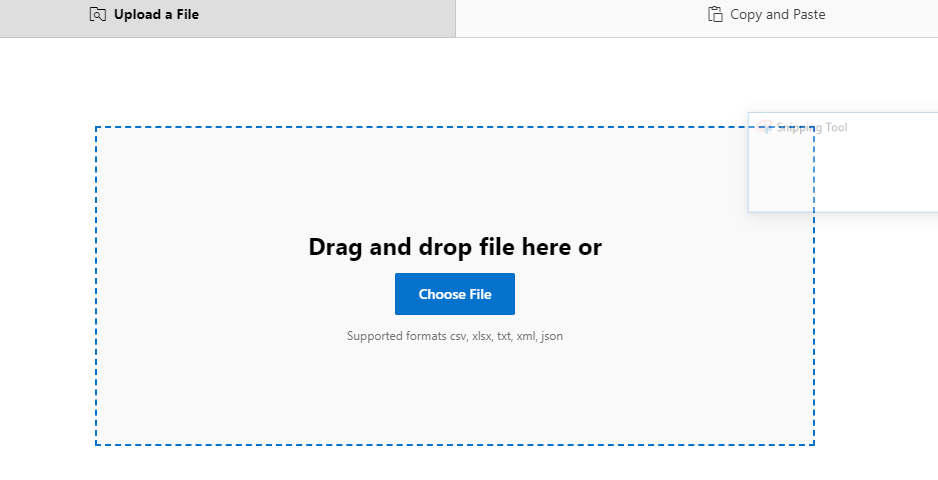 Upload a File
Copy and Paste
Snipping Tool
Drag and drop file here or
Choose File
Supported formats csv, xlsx, txt, xml, json